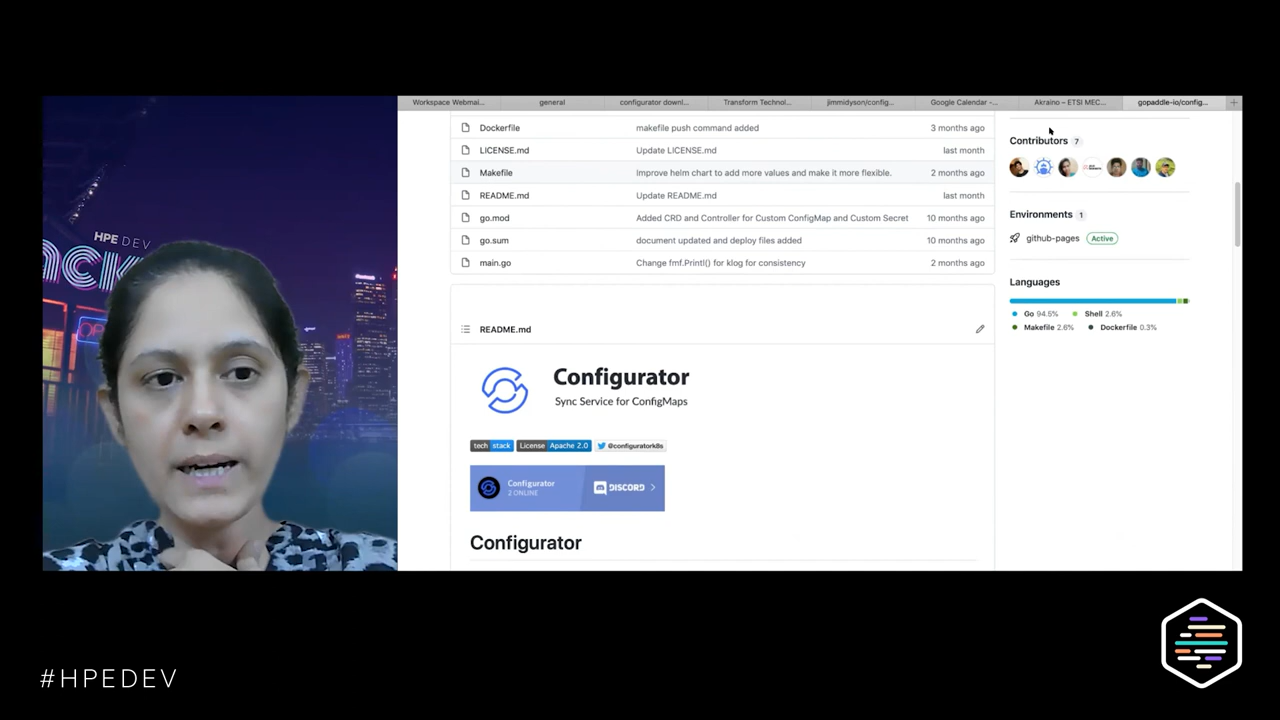 Workspace Webmai... general configurator downl... Transform Technol... jimmidyson/config... Google Calendar -... Akraino – ETSI MEC... gopaddle-io/config...
Dockerfile makefile push command added 3 months ago
LICENSE.md Update LICENSE.md last month
Makefile Improve helm chart to add more values and make it more flexible. 2 months ago
README.md Update README.md last month
go.mod Added CRD and Controller for Custom ConfigMap and Custom Secret 10 months ago
go.sum document updated and deploy files added 10 months ago
main.go Change fmf.Printl() for klog for consistency 2 months ago
Contributors 7
Environments 1
github-pages Active
Languages
Go 94.5% Shell 2.6%
Makefile 2.6% Dockerfile 0.3%
README.md
Configurator
Sync Service for ConfigMaps
tech stack License Apache 2.0 @configuratork8s
Configurator
2 ONLINE
DISCORD
Configurator
HPE DEV
#HPEDEV